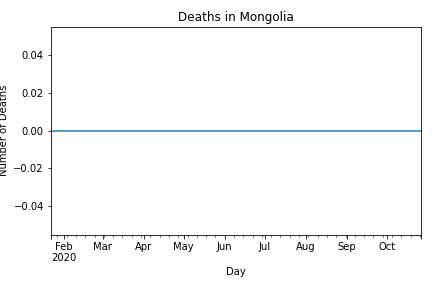 Deaths in Mongolia
0.04
0.02
0.00
−0.02
−0.04
Number of Deaths
Feb Mar Apr May Jun Jul Aug Sep Oct
2020
Day